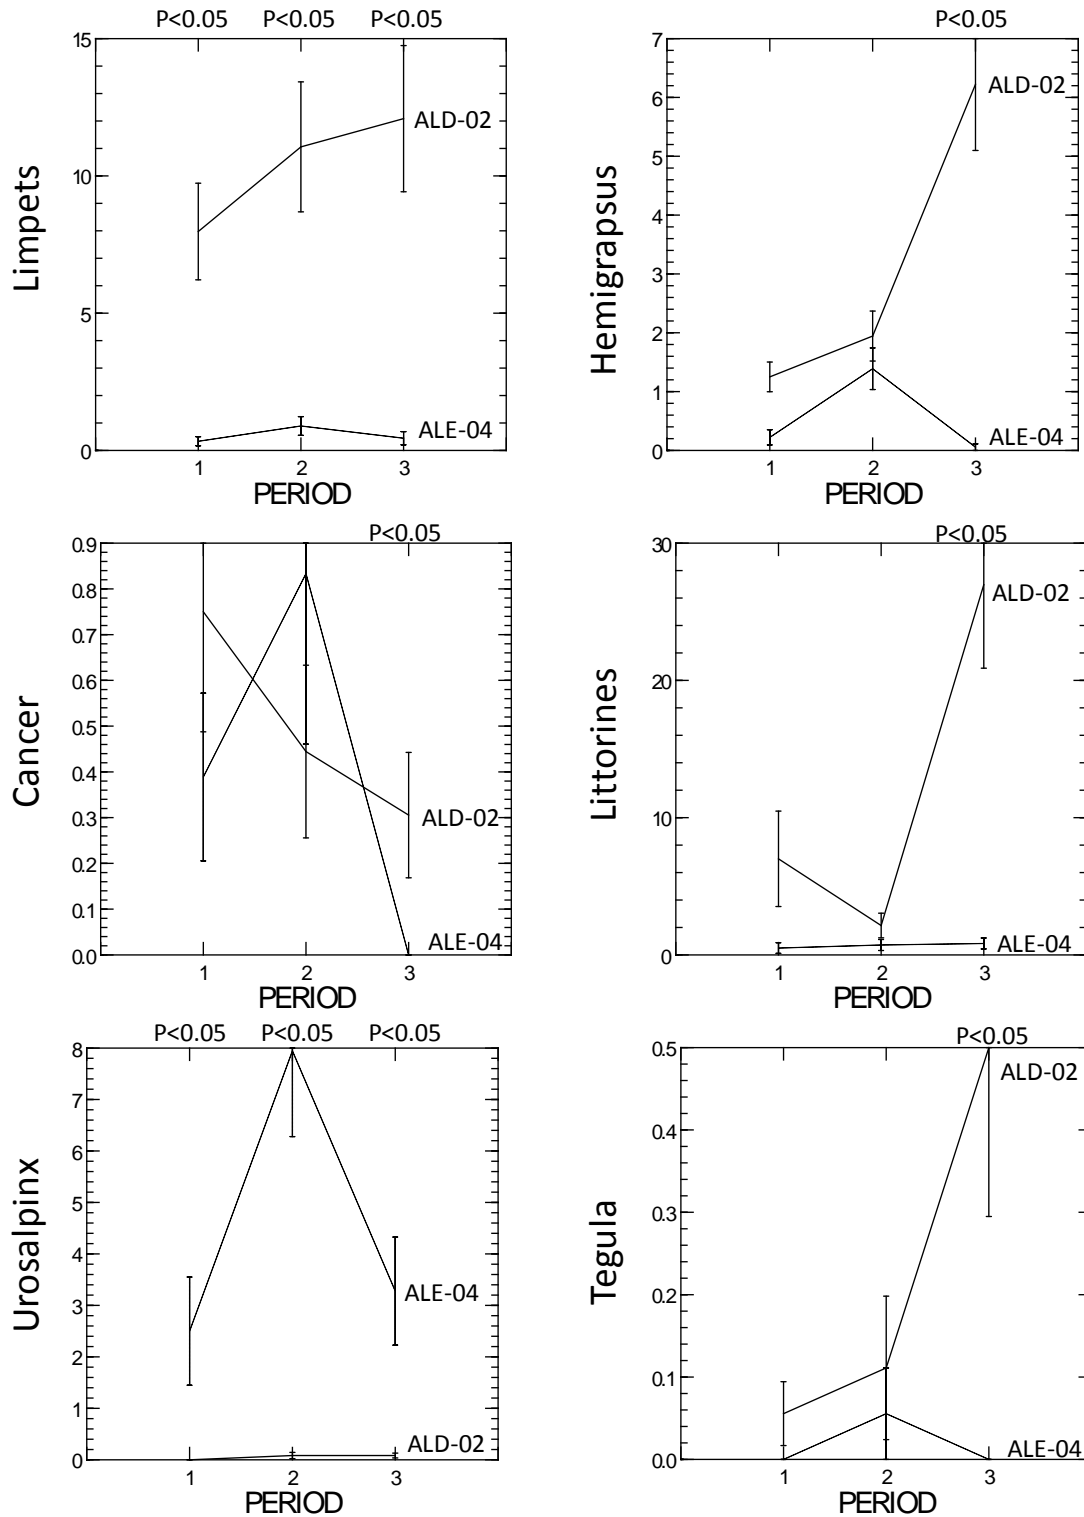 P<0.05 P<0.05 P<0.05
15
10
5
0
Limpets
ALD-02
ALE-04
1 2 3
PERIOD
P<0.05
7
6
5
4
3
2
1
0
Hemigrapsus
ALD-02
ALE-04
1 2 3
PERIOD
P<0.05
0.9
0.8
0.7
0.6
0.5
0.4
0.3
0.2
0.1
0.0
Cancer
ALD-02
ALE-04
1 2 3
PERIOD
P<0.05
30
20
10
0
Littorines
ALD-02
ALE-04
1 2 3
PERIOD
P<0.05 P<0.05 P<0.05
8
7
6
5
4
3
2
1
0
Urosalpinx
ALE-04
ALD-02
1 2 3
PERIOD
P<0.05
0.5
0.4
0.3
0.2
0.1
0.0
Tegula
ALD-02
ALE-04
1 2 3
PERIOD